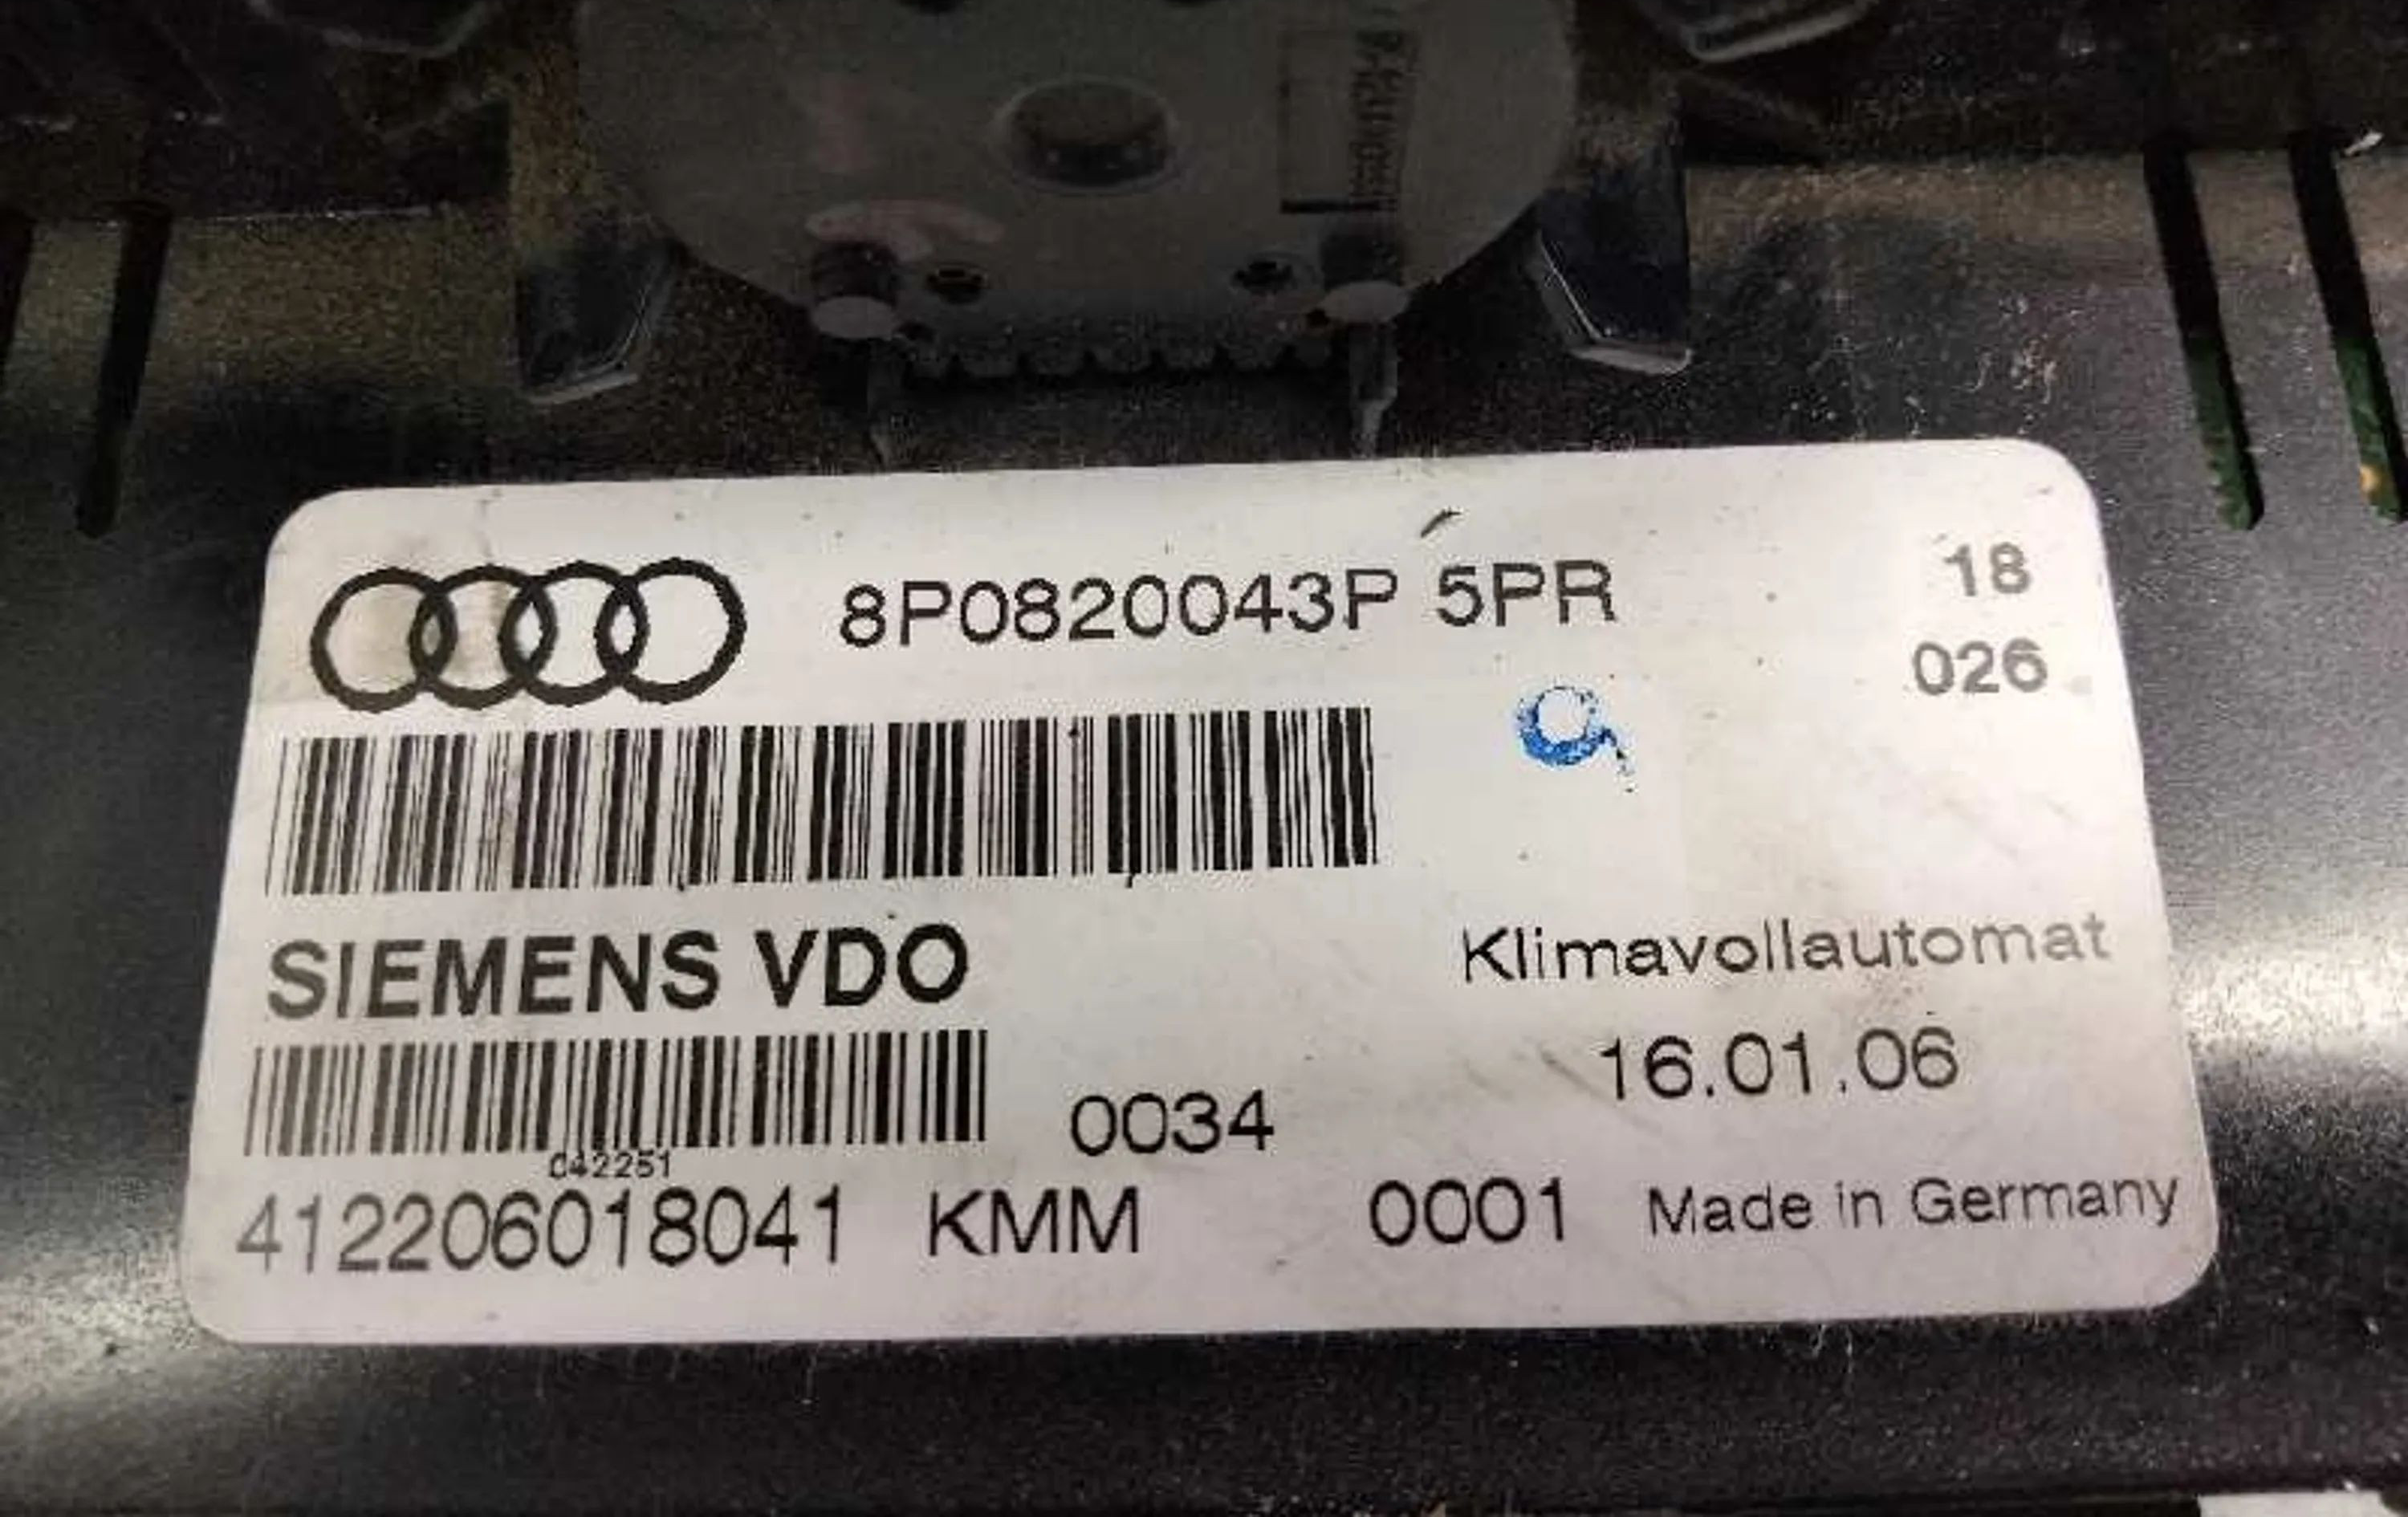 8P0820043P 5PR
18
026
SIEMENS VDO
Klimavollautomat
16.01.06
0034
042251
412206018041 KMM 0001 Made in Germany